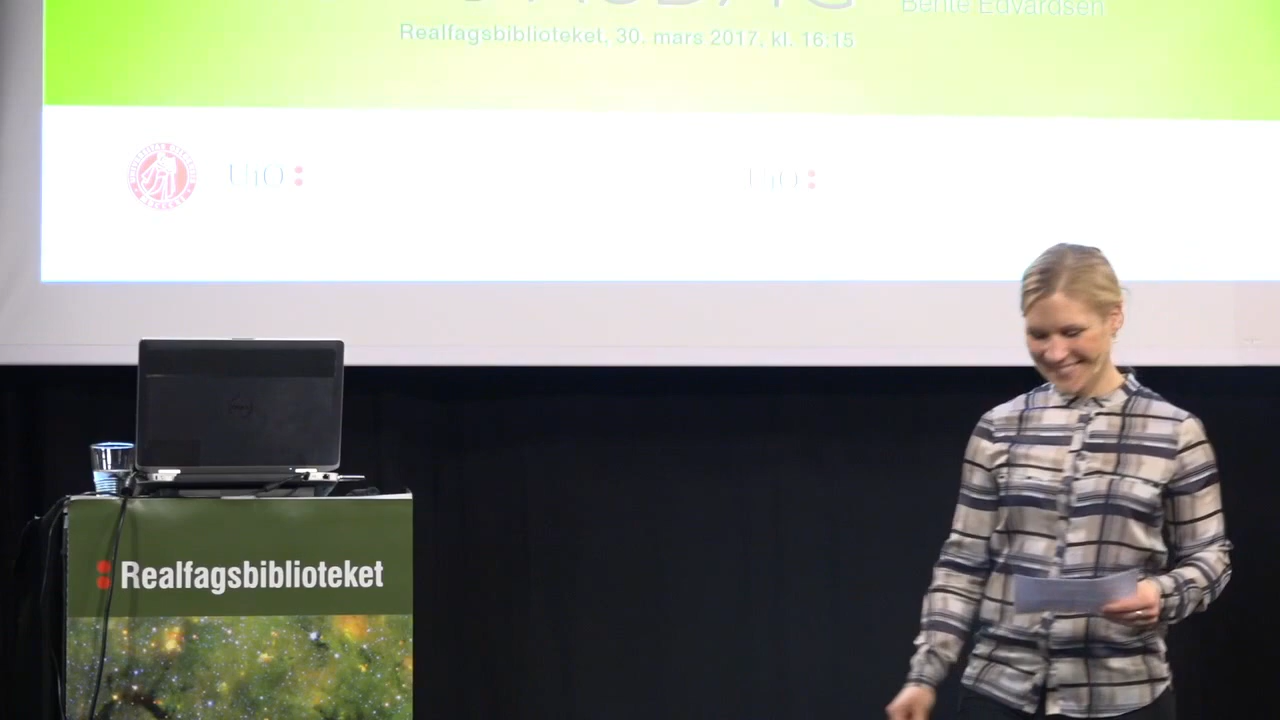 Bente Edvardsen
Realfagsbiblioteket, 30. mars 2017, kl. 16:15
UiO:
UiO:
Realfagsbiblioteket